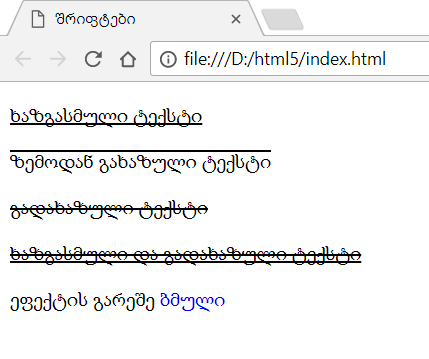 შრიფტები
file:///D:/html5/index.html
ხაზგასმული ტექსტი
ზემოდან გახაზული ტექსტი
გადახაზული ტექსტი
ხაზგასმული და გადახაზული ტექსტი
ეფექტის გარეშე ბმული